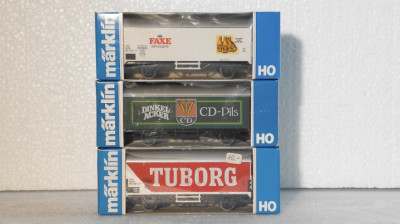 märklin
FAXE
HO
märklin
DINKEL
ACKER
CD
CD-Pils
HO
märklin
TUBORG
HO